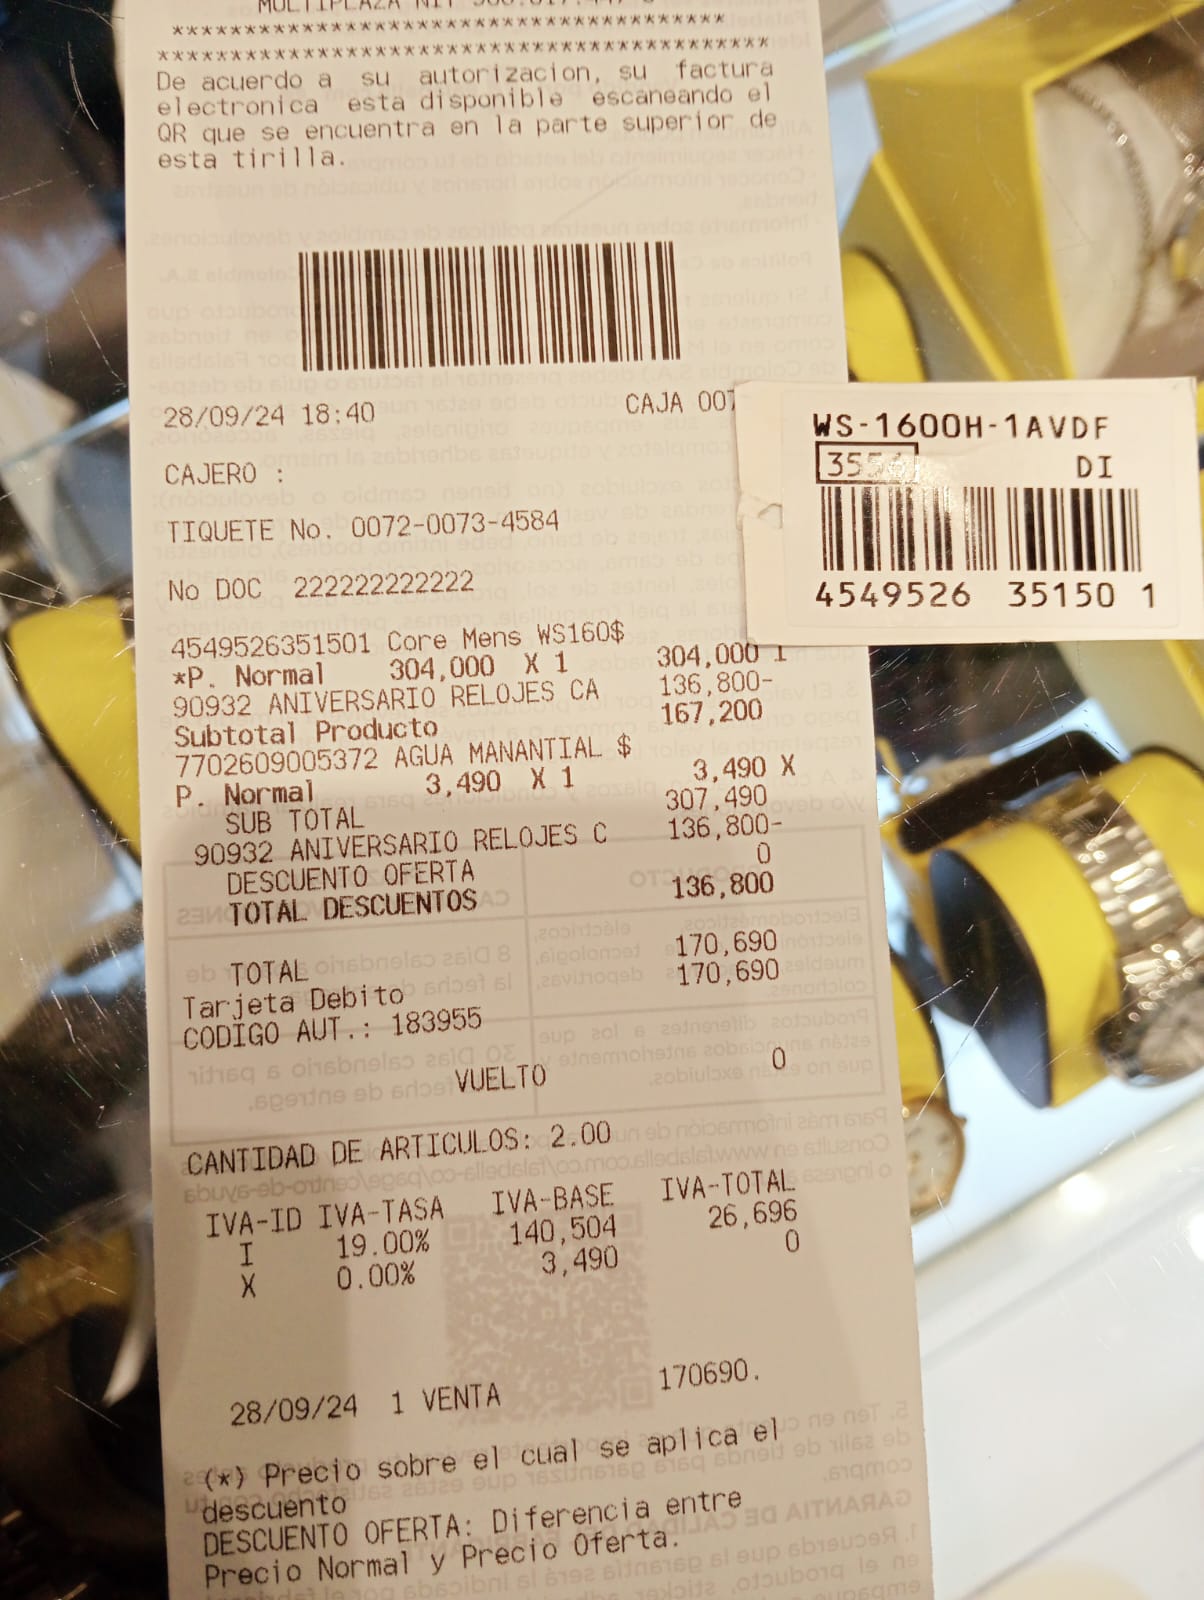 MULTIPLAZA NIT
******************************************
******************************************
De acuerdo a su autorizacion, su factura
electronica esta disponible escaneando el
QR que se encuentra en la parte superior de
esta tirilla.
28/09/24 18:40 CAJA 007
CAJERO :
TIQUETE No. 0072-0073-4584
No DOC 222222222222
4549526351501 Core Mens WS160$
*P. Normal 304,000 X 1 304,000 I
90932 ANIVERSARIO RELOJES CA 136,800-
Subtotal Producto 167,200
7702609005372 AGUA MANANTIAL $
P. Normal 3,490 X 1 3,490 X
SUB TOTAL 307,490
90932 ANIVERSARIO RELOJES C 136,800-
DESCUENTO OFERTA 0
TOTAL DESCUENTOS 136,800
TOTAL 170,690
Tarjeta Debito 170,690
CODIGO AUT.: 183955
VUELTO 0
CANTIDAD DE ARTICULOS: 2.00
IVA-ID IVA-TASA IVA-BASE IVA-TOTAL
I 19.00% 140,504 26,696
X 0.00% 3,490 0
28/09/24 1 VENTA 170690.
(*) Precio sobre el cual se aplica el
descuento
DESCUENTO OFERTA: Diferencia entre
Precio Normal y Precio Oferta.
WS-1600H-1AVDF
3556 DI
4549526 35150 1